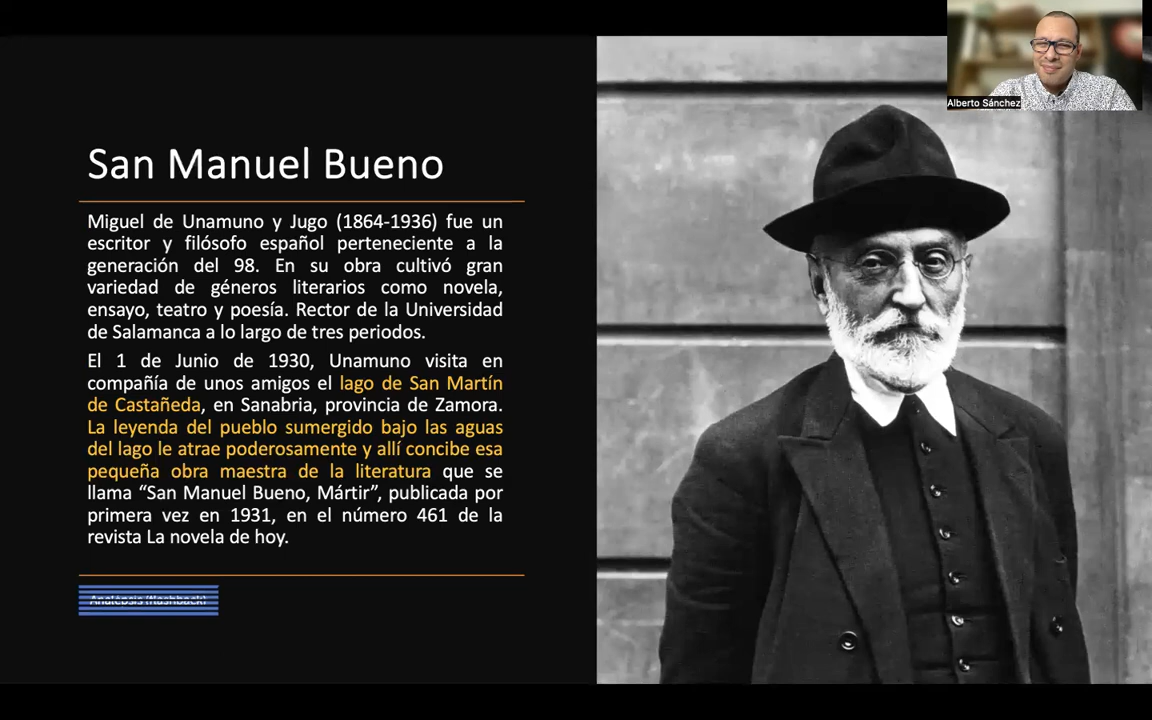 Alberto Sánchez
San Manuel Bueno
Miguel de Unamuno y Jugo (1864-1936) fue un
escritor y filósofo español perteneciente a la
generación del 98. En su obra cultivó gran
variedad de géneros literarios como novela,
ensayo, teatro y poesía. Rector de la Universidad
de Salamanca a lo largo de tres periodos.
El 1 de Junio de 1930, Unamuno visita en
compañía de unos amigos el lago de San Martín
de Castañeda, en Sanabria, provincia de Zamora.
La leyenda del pueblo sumergido bajo las aguas
del lago le atrae poderosamente y allí concibe esa
pequeña obra maestra de la literatura que se
llama “San Manuel Bueno, Mártir”, publicada por
primera vez en 1931, en el número 461 de la
revista La novela de hoy.
Analepsis (flashback)